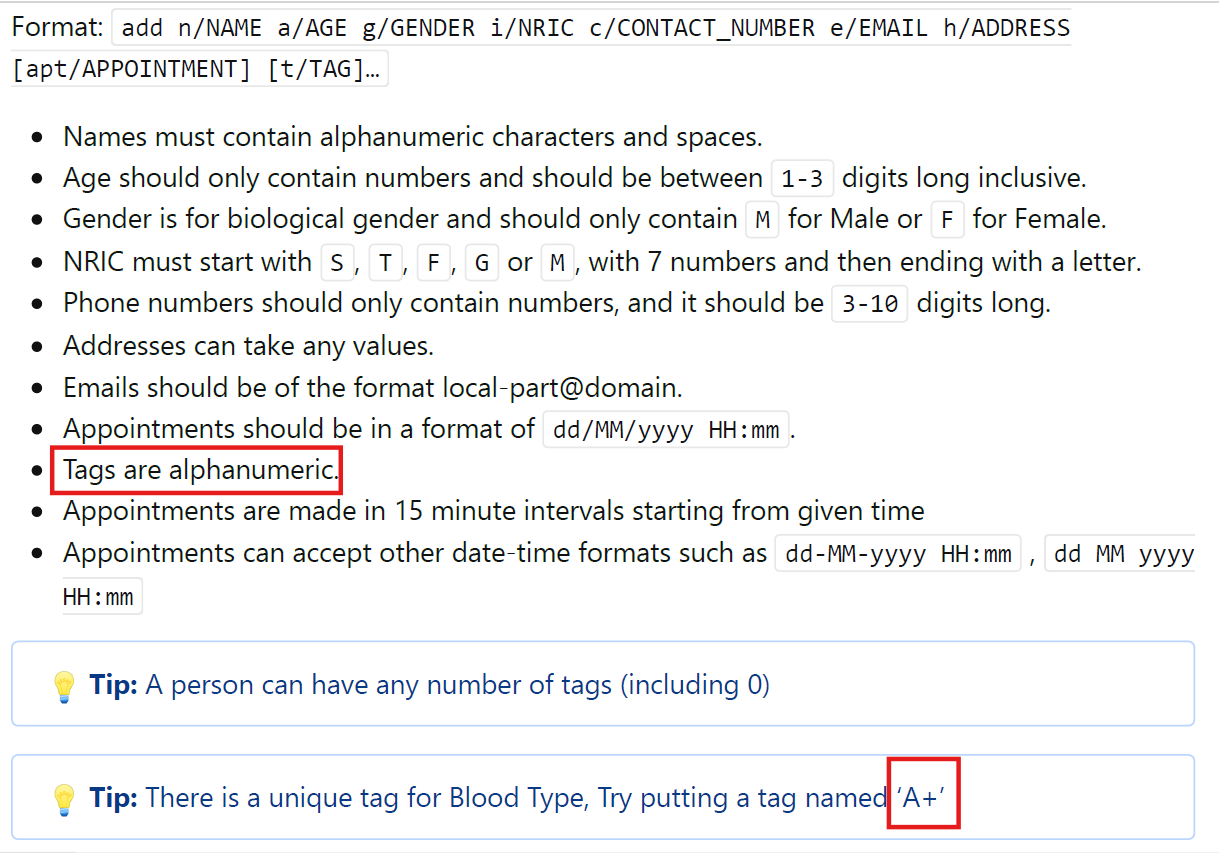 Format: add n/NAME a/AGE g/GENDER i/NRIC c/CONTACT_NUMBER e/EMAIL h/ADDRESS
[apt/APPOINTMENT] [t/TAG]…
Names must contain alphanumeric characters and spaces.
Age should only contain numbers and should be between 1-3 digits long inclusive.
Gender is for biological gender and should only contain M for Male or F for Female.
NRIC must start with S, T, F, G or M, with 7 numbers and then ending with a letter.
Phone numbers should only contain numbers, and it should be 3-10 digits long.
Addresses can take any values.
Emails should be of the format local-part@domain.
Appointments should be in a format of dd/MM/yyyy HH:mm.
Tags are alphanumeric.
Appointments are made in 15 minute intervals starting from given time
Appointments can accept other date-time formats such as dd-MM-yyyy HH:mm , dd MM yyyy
HH:mm
Tip: A person can have any number of tags (including 0)
Tip: There is a unique tag for Blood Type, Try putting a tag named ‘A+’